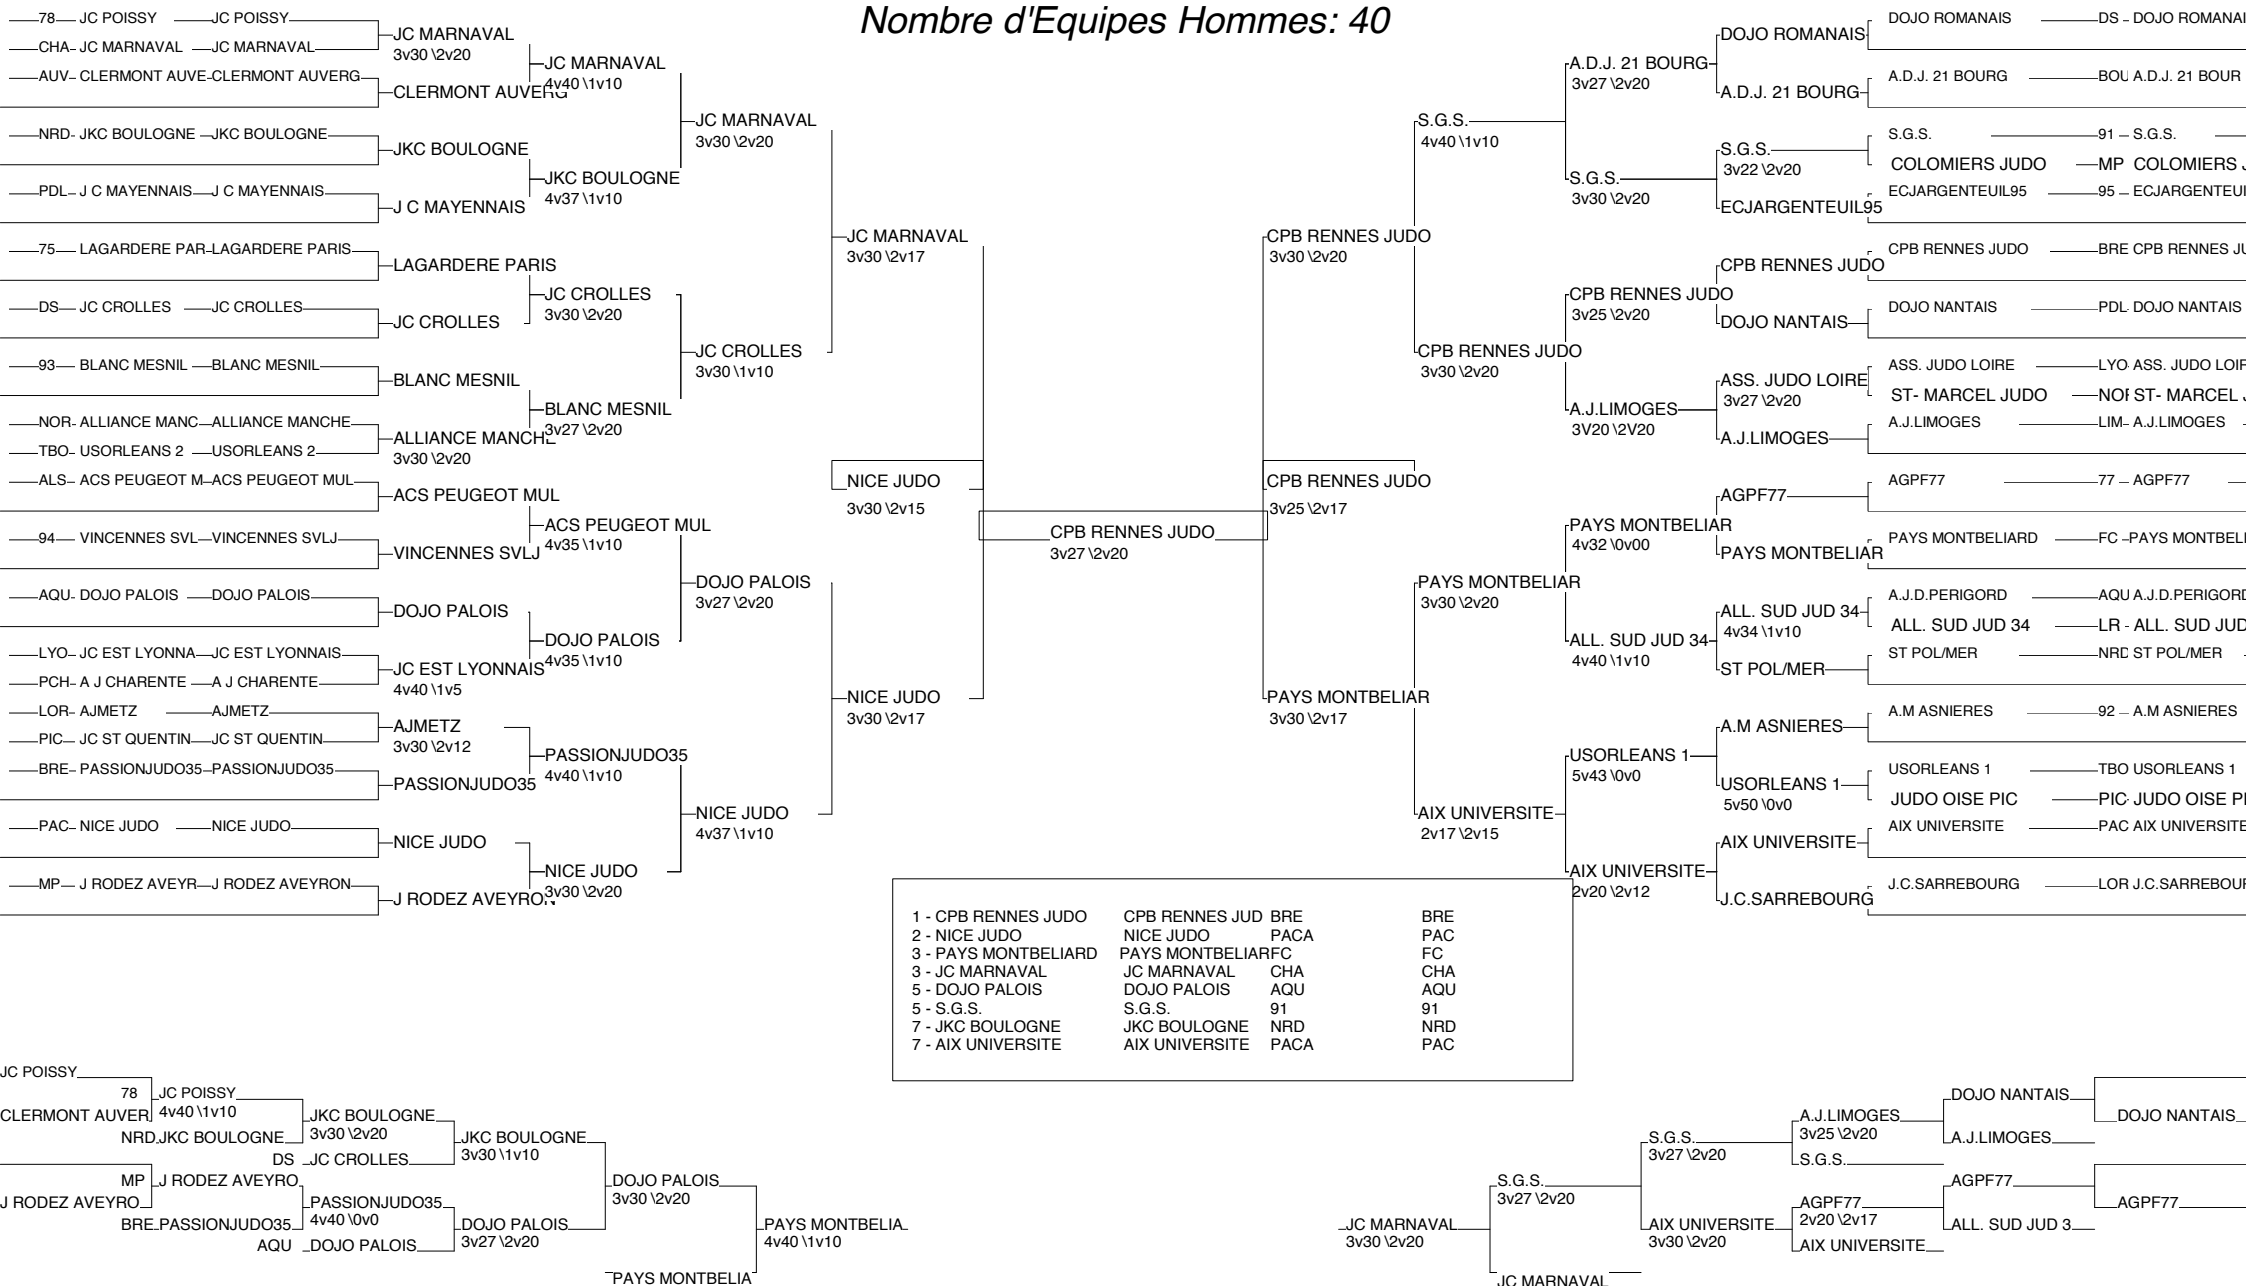 Nombre d'Equipes Hommes: 40
78 JC POISSY JC POISSY
CHA JC MARNAVAL JC MARNAVAL
AUV CLERMONT AUVE CLERMONT AUVERG
NRD JKC BOULOGNE JKC BOULOGNE
PDL J C MAYENNAIS J C MAYENNAIS
75 LAGARDERE PAR LAGARDERE PARIS
DS JC CROLLES JC CROLLES
93 BLANC MESNIL BLANC MESNIL
NOR ALLIANCE MANC ALLIANCE MANCHE
TBO USORLEANS 2 USORLEANS 2
ALS ACS PEUGEOT M ACS PEUGEOT MUL
94 VINCENNES SVL VINCENNES SVLJ
AQU DOJO PALOIS DOJO PALOIS
LYO JC EST LYONNA JC EST LYONNAIS
PCH A J CHARENTE A J CHARENTE
LOR AJMETZ AJMETZ
PIC JC ST QUENTIN JC ST QUENTIN
BRE PASSIONJUDO35 PASSIONJUDO35
PAC NICE JUDO NICE JUDO
MP J RODEZ AVEYR J RODEZ AVEYRON
JC MARNAVAL
3v30 \2v20
CLERMONT AUVERG
JKC BOULOGNE
J C MAYENNAIS
LAGARDERE PARIS
JC CROLLES
BLANC MESNIL
ALLIANCE MANCHE
3v30 \2v20
ACS PEUGEOT MUL
VINCENNES SVLJ
DOJO PALOIS
JC EST LYONNAIS
4v40 \1v5
AJMETZ
3v30 \2v12
PASSIONJUDO35
NICE JUDO
J RODEZ AVEYRON
JC MARNAVAL
4v40 \1v10
JKC BOULOGNE
4v37 \1v10
JC CROLLES
3v30 \2v20
BLANC MESNIL
3v27 \2v20
ACS PEUGEOT MUL
4v35 \1v10
DOJO PALOIS
4v35 \1v10
PASSIONJUDO35
4v40 \1v10
NICE JUDO
3v30 \2v20
JC MARNAVAL
3v30 \2v20
JC CROLLES
3v30 \1v10
DOJO PALOIS
3v27 \2v20
NICE JUDO
4v37 \1v10
JC MARNAVAL
3v30 \2v17
NICE JUDO
3v30 \2v15
NICE JUDO
3v30 \2v17
CPB RENNES JUDO
3v27 \2v20
CPB RENNES JUDO
3v30 \2v20
CPB RENNES JUDO
3v25 \2v17
PAYS MONTBELIAR
3v30 \2v17
S.G.S.
4v40 \1v10
CPB RENNES JUDO
3v30 \2v20
PAYS MONTBELIAR
3v30 \2v20
AIX UNIVERSITE
2v17 \2v15
A.D.J. 21 BOURG
3v27 \2v20
S.G.S.
3v30 \2v20
CPB RENNES JUDO
3v25 \2v20
A.J.LIMOGES
3V20 \2V20
PAYS MONTBELIAR
4v32 \0v00
ALL. SUD JUD 34
4v40 \1v10
USORLEANS 1
5v43 \0v0
AIX UNIVERSITE
2v20 \2v12
DOJO ROMANAIS
A.D.J. 21 BOURG
S.G.S.
3v22 \2v20
ECJARGENTEUIL95
CPB RENNES JUDO
DOJO NANTAIS
ASS. JUDO LOIRE
3v27 \2v20
A.J.LIMOGES
AGPF77
PAYS MONTBELIAR
ALL. SUD JUD 34
4v34 \1v10
ST POL/MER
A.M ASNIERES
USORLEANS 1
5v50 \0v0
AIX UNIVERSITE
J.C.SARREBOURG
DOJO ROMANAIS DS DOJO ROMANAI
A.D.J. 21 BOURG BOU A.D.J. 21 BOUR
S.G.S. 91 S.G.S.
COLOMIERS JUDO MP COLOMIERS
ECJARGENTEUIL95 95 ECJARGENTEUI
CPB RENNES JUDO BRE CPB RENNES JU
DOJO NANTAIS PDL DOJO NANTAIS
ASS. JUDO LOIRE LYO ASS. JUDO LOIR
ST- MARCEL JUDO NOR ST- MARCEL
A.J.LIMOGES LIM A.J.LIMOGES
AGPF77 77 AGPF77
PAYS MONTBELIARD FC PAYS MONTBELI
A.J.D.PERIGORD AQU A.J.D.PERIGORD
ALL. SUD JUD 34 LR - ALL. SUD JUD
ST POL/MER NRD ST POL/MER
A.M ASNIERES 92 A.M ASNIERES
USORLEANS 1 TBO USORLEANS 1
JUDO OISE PIC PIC JUDO OISE PI
AIX UNIVERSITE PAC AIX UNIVERSITE
J.C.SARREBOURG LOR J.C.SARREBOUR
1 - CPB RENNES JUDO CPB RENNES JUD BRE BRE
2 - NICE JUDO NICE JUDO PACA PAC
3 - PAYS MONTBELIARD PAYS MONTBELIARFC FC
3 - JC MARNAVAL JC MARNAVAL CHA CHA
5 - DOJO PALOIS DOJO PALOIS AQU AQU
5 - S.G.S. S.G.S. 91 91
7 - JKC BOULOGNE JKC BOULOGNE NRD NRD
7 - AIX UNIVERSITE AIX UNIVERSITE PACA PAC
JC POISSY
78 JC POISSY
CLERMONT AUVER 4v40 \1v10
NRD JKC BOULOGNE
JKC BOULOGNE
3v30 \2v20
DS JC CROLLES
JKC BOULOGNE
3v30 \1v10
MP J RODEZ AVEYRO
J RODEZ AVEYRO
BRE PASSIONJUDO35
PASSIONJUDO35
4v40 \0v0
AQU DOJO PALOIS
DOJO PALOIS
3v27 \2v20
DOJO PALOIS
3v30 \2v20
PAYS MONTBELIA
PAYS MONTBELIA
4v40 \1v10
JC MARNAVAL
3v30 \2v20
S.G.S.
3v27 \2v20
JC MARNAVAL
S.G.S.
3v27 \2v20
AIX UNIVERSITE
3v30 \2v20
A.J.LIMOGES
3v25 \2v20
S.G.S.
AGPF77
2v20 \2v17
AIX UNIVERSITE
DOJO NANTAIS
A.J.LIMOGES
AGPF77
ALL. SUD JUD 3
DOJO NANTAIS
AGPF77